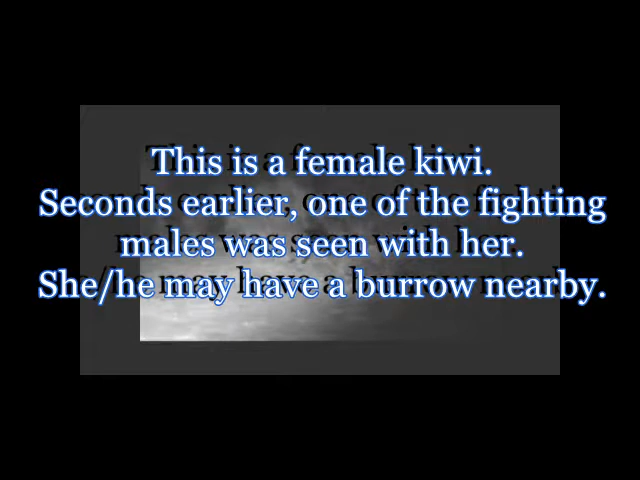 This is a female kiwi.
Seconds earlier, one of the fighting
males was seen with her.
She/he may have a burrow nearby.